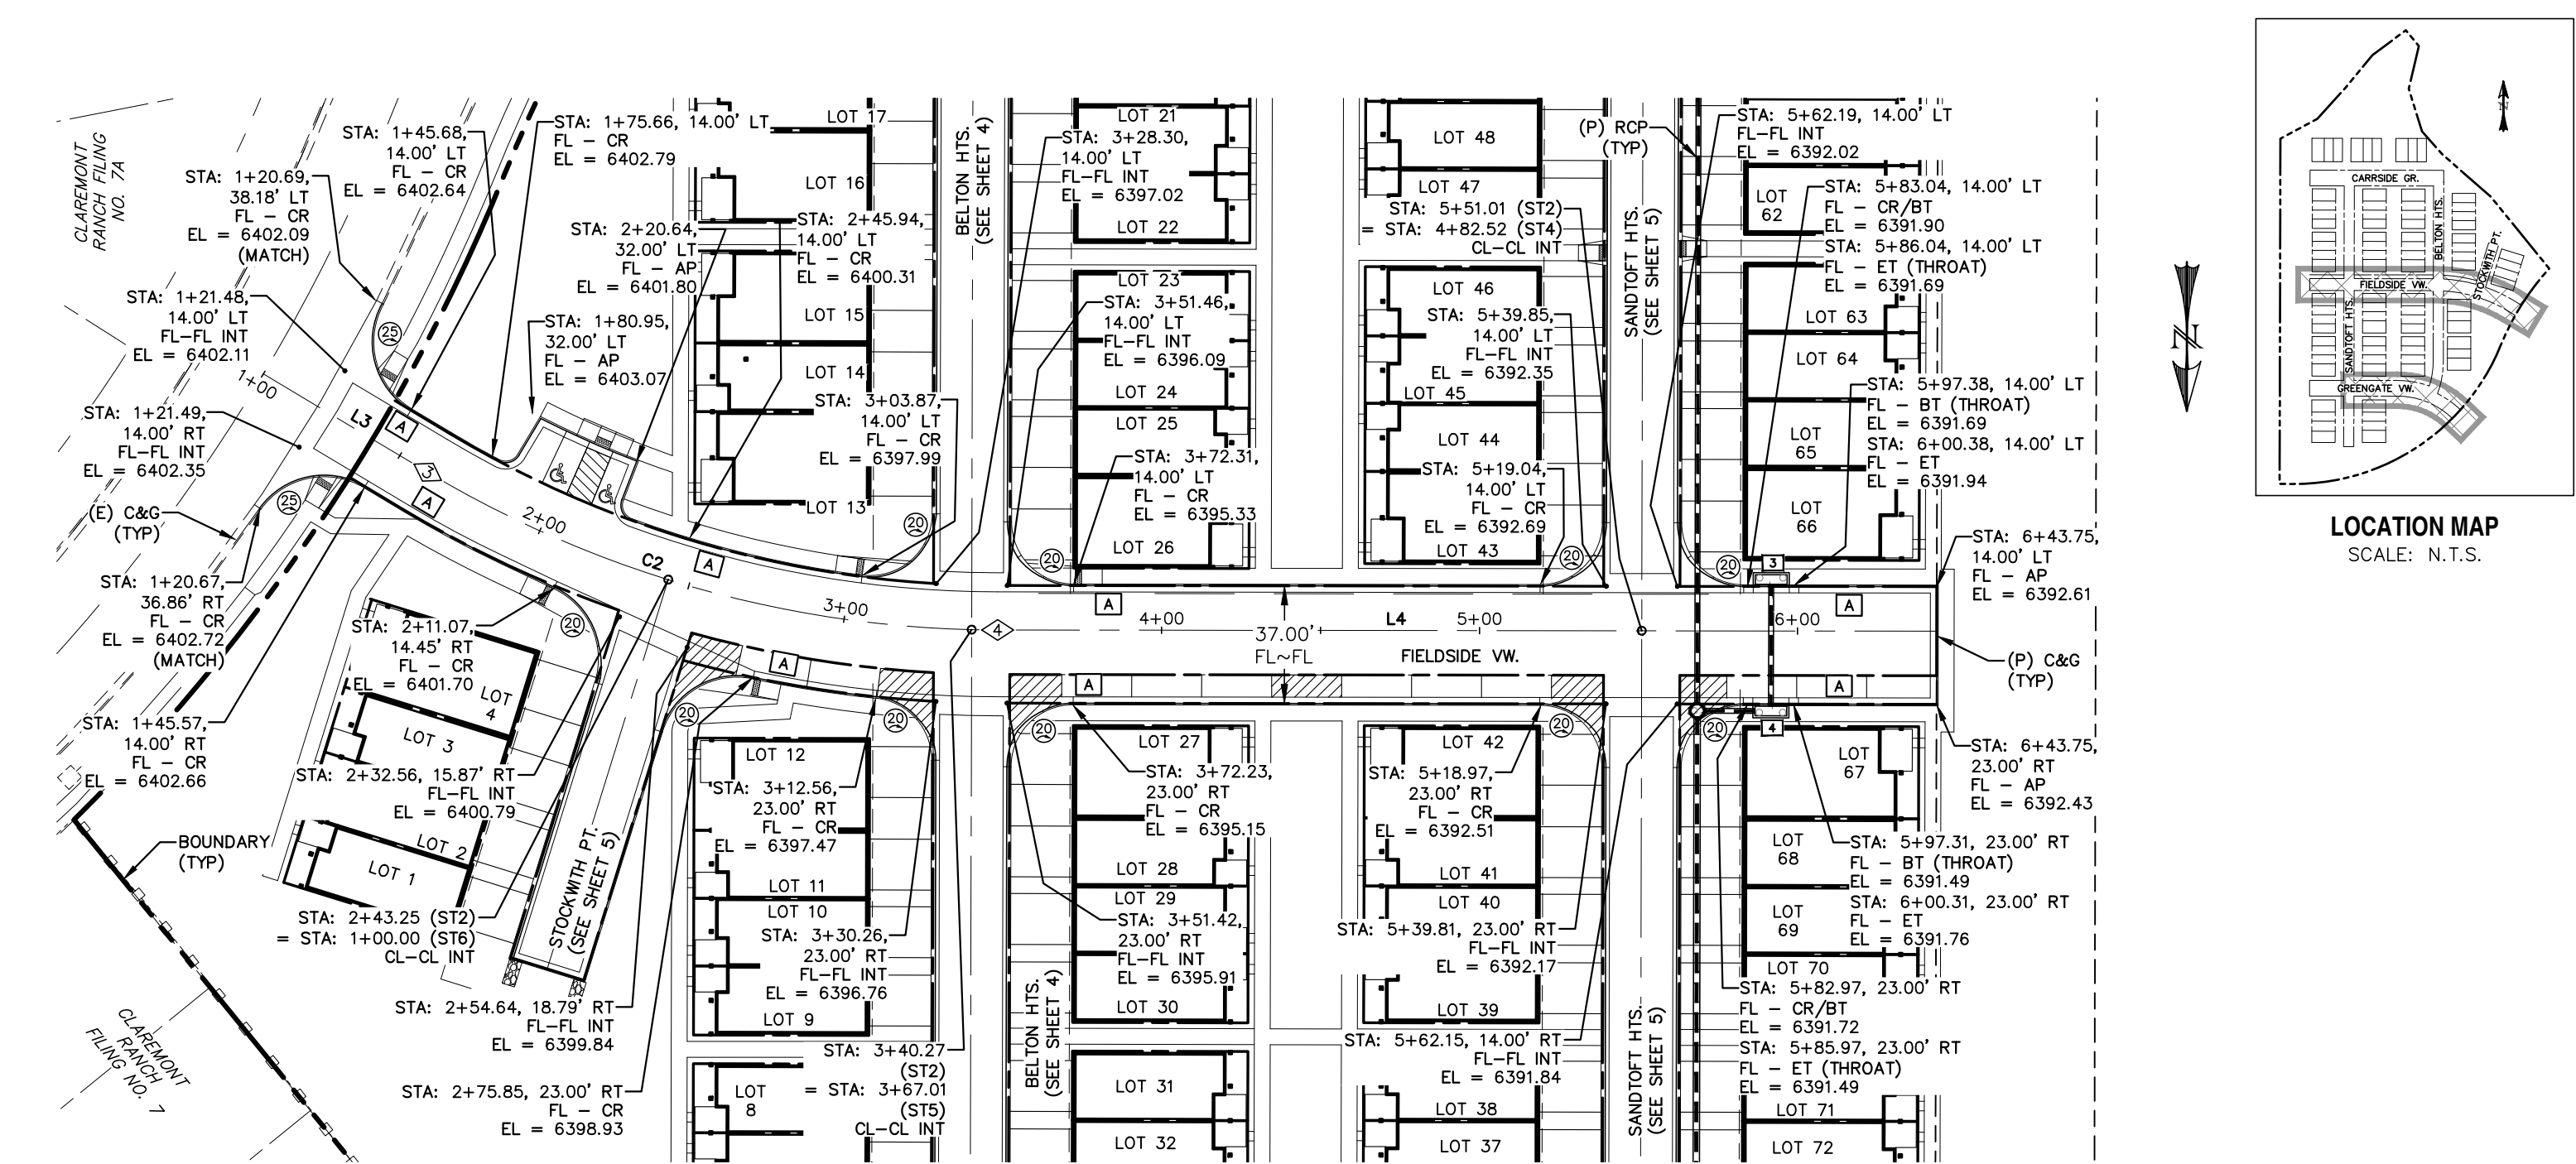 CLAREMONT
RANCH FILING
NO. 7A
STA: 1+45.68,
14.00' LT
FL - CR
EL = 6402.64
STA: 1+20.69,
38.18' LT
FL - CR
EL = 6402.09
(MATCH)
STA: 1+21.48,
14.00' LT
FL-FL INT
EL = 6402.11
1+00
STA: 1+21.49,
14.00' RT
FL-FL INT
EL = 6402.35
(E) C&G
(TYP)
STA: 1+20.67,
36.86' RT
FL - CR
EL = 6402.72
(MATCH)
STA: 1+45.57,
14.00' RT
FL - CR
EL = 6402.66
BOUNDARY
(TYP)
CLAREMONT
RANCH
FILING NO. 7
STA: 1+75.66, 14.00' LT
FL - CR
EL = 6402.79
LOT 17
LOT 16
STA: 2+20.64,
32.00' LT
FL - AP
EL = 6401.80
STA: 2+45.94,
14.00' LT
FL - CR
EL = 6400.31
STA: 1+80.95,
32.00' LT
FL - AP
EL = 6403.07
LOT 15
LOT 14
LOT 13
STA: 3+03.87,
14.00' LT
FL - CR
EL = 6397.99
25
L3
A
3
A
25
2+00
C2
A
20
3+00
20
STA: 2+11.07,
14.45' RT
FL - CR
EL = 6401.70
LOT
4
LOT 3
STA: 2+32.56, 15.87' RT
FL-FL INT
EL = 6400.79
LOT 2
LOT 1
STA: 2+43.25 (ST2)
= STA: 1+00.00 (ST6)
CL-CL INT
STOCKWITH PT.
(SEE SHEET 5)
STA: 2+54.64, 18.79' RT
FL-FL INT
EL = 6399.84
STA: 2+75.85, 23.00' RT
FL - CR
EL = 6398.93
A
20
20
LOT 12
STA: 3+12.56,
23.00' RT
FL - CR
EL = 6397.47
LOT 11
LOT 10
STA: 3+30.26,
23.00' RT
FL-FL INT
EL = 6396.76
LOT 9
STA: 3+40.27
(ST2)
= STA: 3+67.01
(ST5)
CL-CL INT
LOT
8
BELTON HTS.
(SEE SHEET 4)
LOT 21
STA: 3+28.30,
14.00' LT
FL-FL INT
EL = 6397.02
LOT 22
LOT 23
STA: 3+51.46,
14.00' LT
FL-FL INT
EL = 6396.09
LOT 24
LOT 25
STA: 3+72.31,
14.00' LT
FL - CR
EL = 6395.33
LOT 26
20
4
A
4+00
37.00'
FL~FL
L4
FIELDSIDE VW.
5+00
A
20
LOT 27
STA: 3+72.23,
23.00' RT
FL - CR
EL = 6395.15
LOT 28
LOT 29
STA: 3+51.42,
23.00' RT
FL-FL INT
EL = 6395.91
LOT 30
BELTON HTS.
(SEE SHEET 4)
LOT 31
LOT 32
LOT 48
LOT 47
STA: 5+51.01 (ST2)
= STA: 4+82.52 (ST4)
CL-CL INT
LOT 46
STA: 5+39.85,
14.00' LT
FL-FL INT
EL = 6392.35
LOT 45
LOT 44
STA: 5+19.04,
14.00' LT
FL - CR
EL = 6392.69
LOT 43
20
20
LOT 42
STA: 5+18.97,
23.00' RT
FL - CR
EL = 6392.51
LOT 41
LOT 40
STA: 5+39.81, 23.00' RT
FL-FL INT
EL = 6392.17
LOT 39
STA: 5+62.15, 14.00' RT
FL-FL INT
EL = 6391.84
LOT 38
LOT 37
(P) RCP
(TYP)
SANDTOFT HTS.
(SEE SHEET 5)
STA: 5+62.19, 14.00' LT
FL-FL INT
EL = 6392.02
LOT
62
STA: 5+83.04, 14.00' LT
FL - CR/BT
EL = 6391.90
STA: 5+86.04, 14.00' LT
FL - ET (THROAT)
EL = 6391.69
LOT 63
LOT 64
STA: 5+97.38, 14.00' LT
FL - BT (THROAT)
EL = 6391.69
STA: 6+00.38, 14.00' LT
FL - ET
EL = 6391.94
LOT
65
LOT
66
20
3
A
6+00
STA: 6+43.75,
14.00' LT
FL - AP
EL = 6392.61
(P) C&G
(TYP)
A
20
4
STA: 6+43.75,
23.00' RT
FL - AP
EL = 6392.43
LOT
67
STA: 5+97.31, 23.00' RT
FL - BT (THROAT)
EL = 6391.49
STA: 6+00.31, 23.00' RT
FL - ET
EL = 6391.76
LOT
68
LOT
69
LOT 70
STA: 5+82.97, 23.00' RT
FL - CR/BT
EL = 6391.72
STA: 5+85.97, 23.00' RT
FL - ET (THROAT)
EL = 6391.49
SANDTOFT HTS.
(SEE SHEET 5)
LOT 71
LOT 72
N
N
CARRSIDE GR.
BELTON HTS.
STOCKWITH PT.
FIELDSIDE VW.
SANDTOFT HTS.
GREENGATE VW.
LOCATION MAP
SCALE: N.T.S.